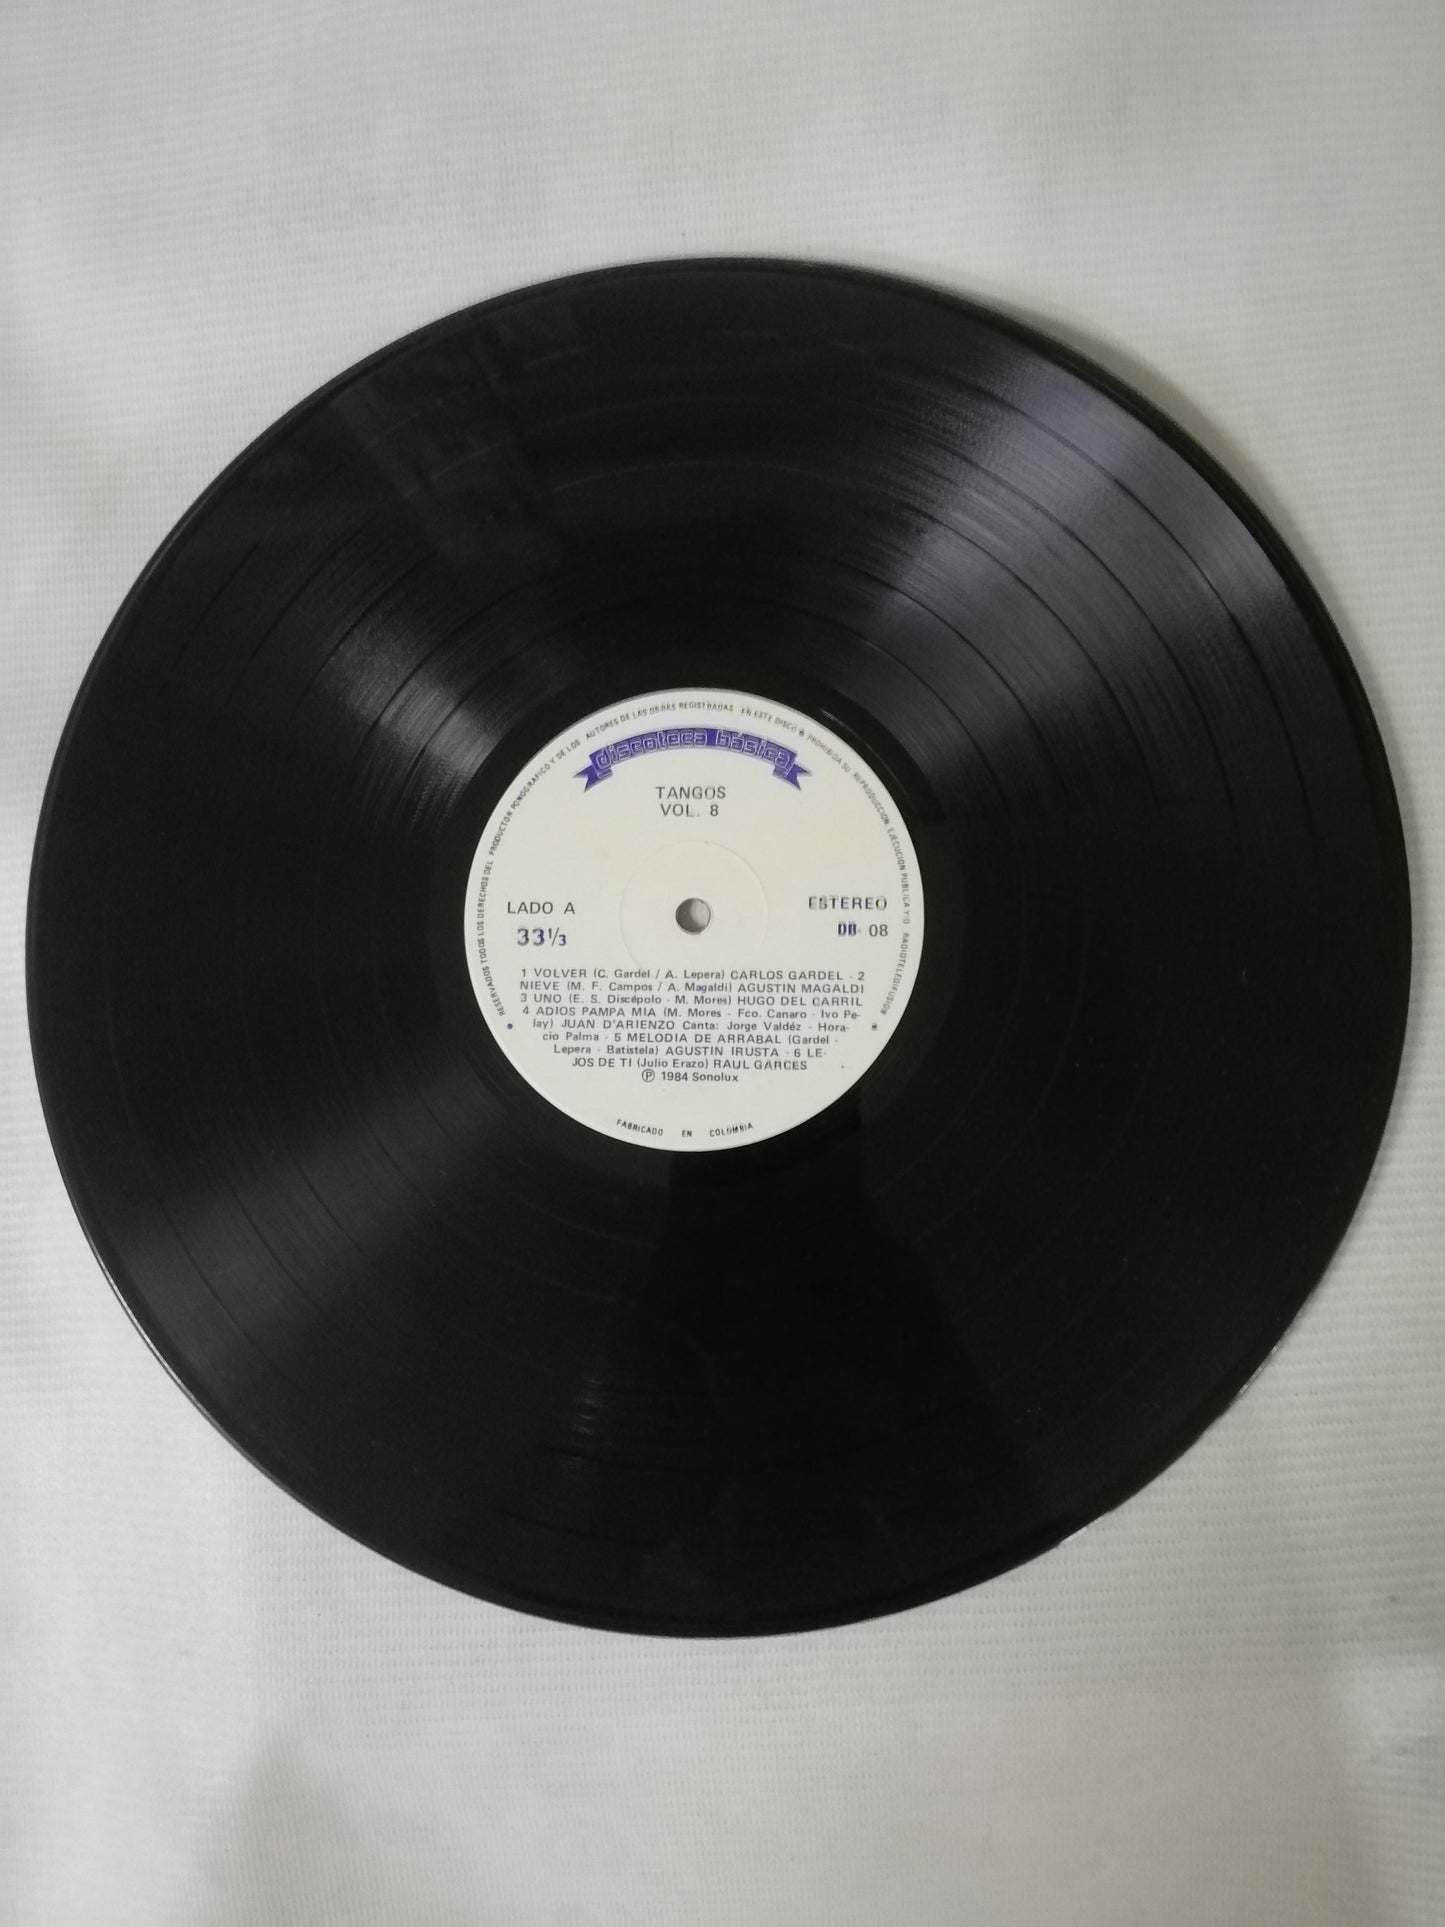 RESERVADOS TODOS LOS DERECHOS DEL PRODUCTOR FONOGRAFICO Y DE LOS AUTORES DE LAS OBRAS REGISTRADAS EN ESTE DISCO PROHIBIDA SU REPRODUCCION, EJECUCION PUBLICA Y/O RADIOTELEDIFUSION
discoteca básica
TANGOS
VOL. 8
LADO A
ESTEREO
33⅓
DB- 08
1 VOLVER (C. Gardel / A. Lepera) CARLOS GARDEL - 2
NIEVE (M. F. Campos / A. Magaldi) AGUSTIN MAGALDI
3 UNO (E. S. Discépolo - M. Mores) HUGO DEL CARRIL
4 ADIOS PAMPA MIA (M. Mores - Fco. Canaro - Ivo Pe-
lay) JUAN D'ARIENZO Canta: Jorge Valdéz - Hora-
cio Palma - 5 MELODIA DE ARRABAL (Gardel -
Lepera - Batistela) AGUSTIN IRUSTA - 6 LE-
JOS DE TI (Julio Erazo) RAUL GARCES
Ⓟ 1984 Sonolux
FABRICADO EN COLOMBIA